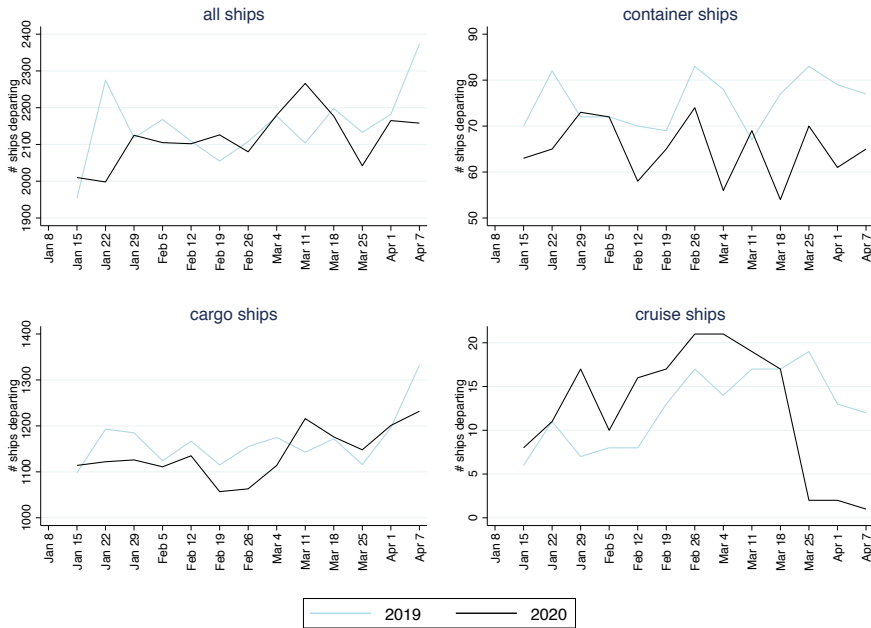 all ships
# ships departing
2400
2300
2200
2100
2000
1900
Jan 8
Jan 15
Jan 22
Jan 29
Feb 5
Feb 12
Feb 19
Feb 26
Mar 4
Mar 11
Mar 18
Mar 25
Apr 1
Apr 7
container ships
# ships departing
90
80
70
60
50
Jan 8
Jan 15
Jan 22
Jan 29
Feb 5
Feb 12
Feb 19
Feb 26
Mar 4
Mar 11
Mar 18
Mar 25
Apr 1
Apr 7
cargo ships
# ships departing
1400
1300
1200
1100
1000
Jan 8
Jan 15
Jan 22
Jan 29
Feb 5
Feb 12
Feb 19
Feb 26
Mar 4
Mar 11
Mar 18
Mar 25
Apr 1
Apr 7
cruise ships
# ships departing
20
15
10
5
0
Jan 8
Jan 15
Jan 22
Jan 29
Feb 5
Feb 12
Feb 19
Feb 26
Mar 4
Mar 11
Mar 18
Mar 25
Apr 1
Apr 7
2019
2020